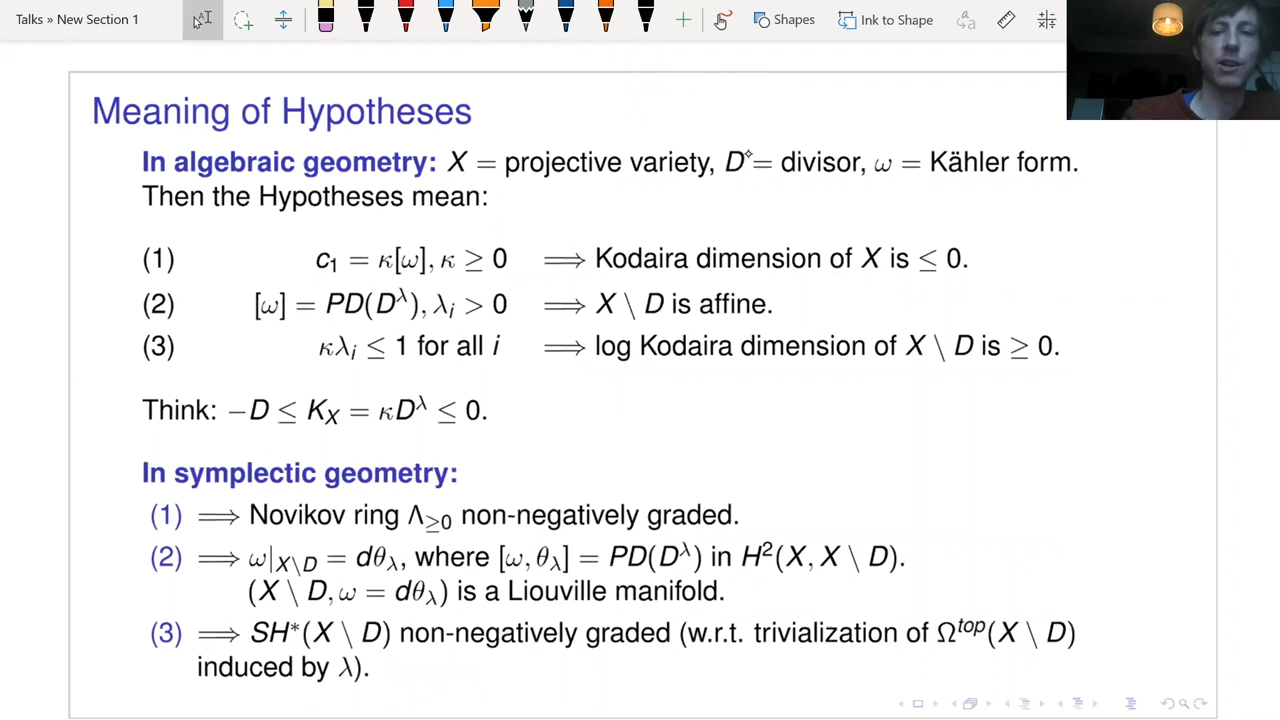 Talks » New Section 1
Shapes
Ink to Shape
Meaning of Hypotheses
In algebraic geometry: X = projective variety, D = divisor, ω = Kähler form.
Then the Hypotheses mean:
(1) c₁ = κ[ω], κ ≥ 0 ⟹ Kodaira dimension of X is ≤ 0.
(2) [ω] = PD(D^λ), λᵢ > 0 ⟹ X \ D is affine.
(3) κλᵢ ≤ 1 for all i ⟹ log Kodaira dimension of X \ D is ≥ 0.
Think: −D ≤ K_X = κD^λ ≤ 0.
In symplectic geometry:
(1) ⟹ Novikov ring Λ_≥0 non-negatively graded.
(2) ⟹ ω|_X\D = dθ_λ, where [ω, θ_λ] = PD(D^λ) in H²(X, X \ D).
(X \ D, ω = dθ_λ) is a Liouville manifold.
(3) ⟹ SH*(X \ D) non-negatively graded (w.r.t. trivialization of Ω^top(X \ D)
induced by λ).